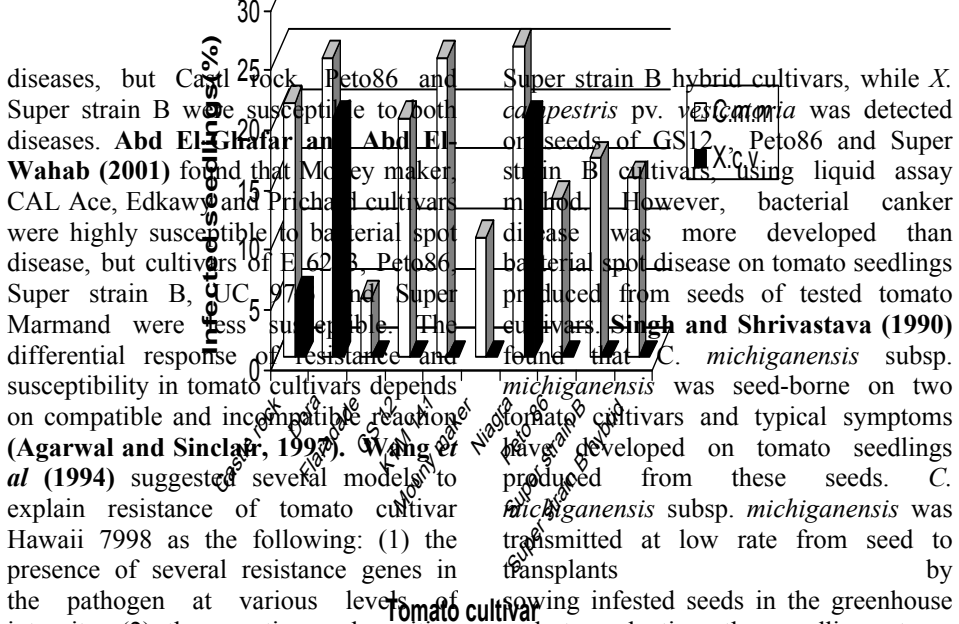 diseases, but Castl rock, Peto86 and
Super strain B were susceptible to both
diseases. Abd El-Ghafar and Abd El-
Wahab (2001) found that Money maker,
CAL Ace, Edkawy and Prichard cultivars
were highly susceptible to bacterial spot
disease, but cultivars of Peto86,
Super strain B, UC and Super
Marmand were less susceptible. The
differential response of resistance and
susceptibility in tomato cultivars depends
on compatible and incompatible reaction
(Agarwal and Sinclair, 1997). Wang et
al (1994) suggested several models to
explain resistance of tomato cultivar
Hawaii 7998 as the following: (1) the
presence of several resistance genes in
the pathogen at various levels of
Super strain B hybrid cultivars, while X.
campestris pv. vesicatoria was detected
on seeds of GS12, Peto86 and Super
strain B cultivars, using liquid assay
method. However, bacterial canker
disease was more developed than
bacterial spot disease on tomato seedlings
produced from seeds of tested tomato
cultivars. Singh and Shrivastava (1990)
found that C. michiganensis subsp.
michiganensis was seed-borne on two
tomato cultivars and typical symptoms
have developed on tomato seedlings
produced from these seeds. C.
michiganensis subsp. michiganensis was
transmitted at low rate from seed to
transplants by
sowing infested seeds in the greenhouse
Infected seedlings (%)
30
25
20
15
10
5
0
C.m.m
X.c.v
Castle rock
Flaradade
GS12
Mouny maker
Niagra
Peto 86
Super strain B
Super strain B hybrid
Tomato cultivar